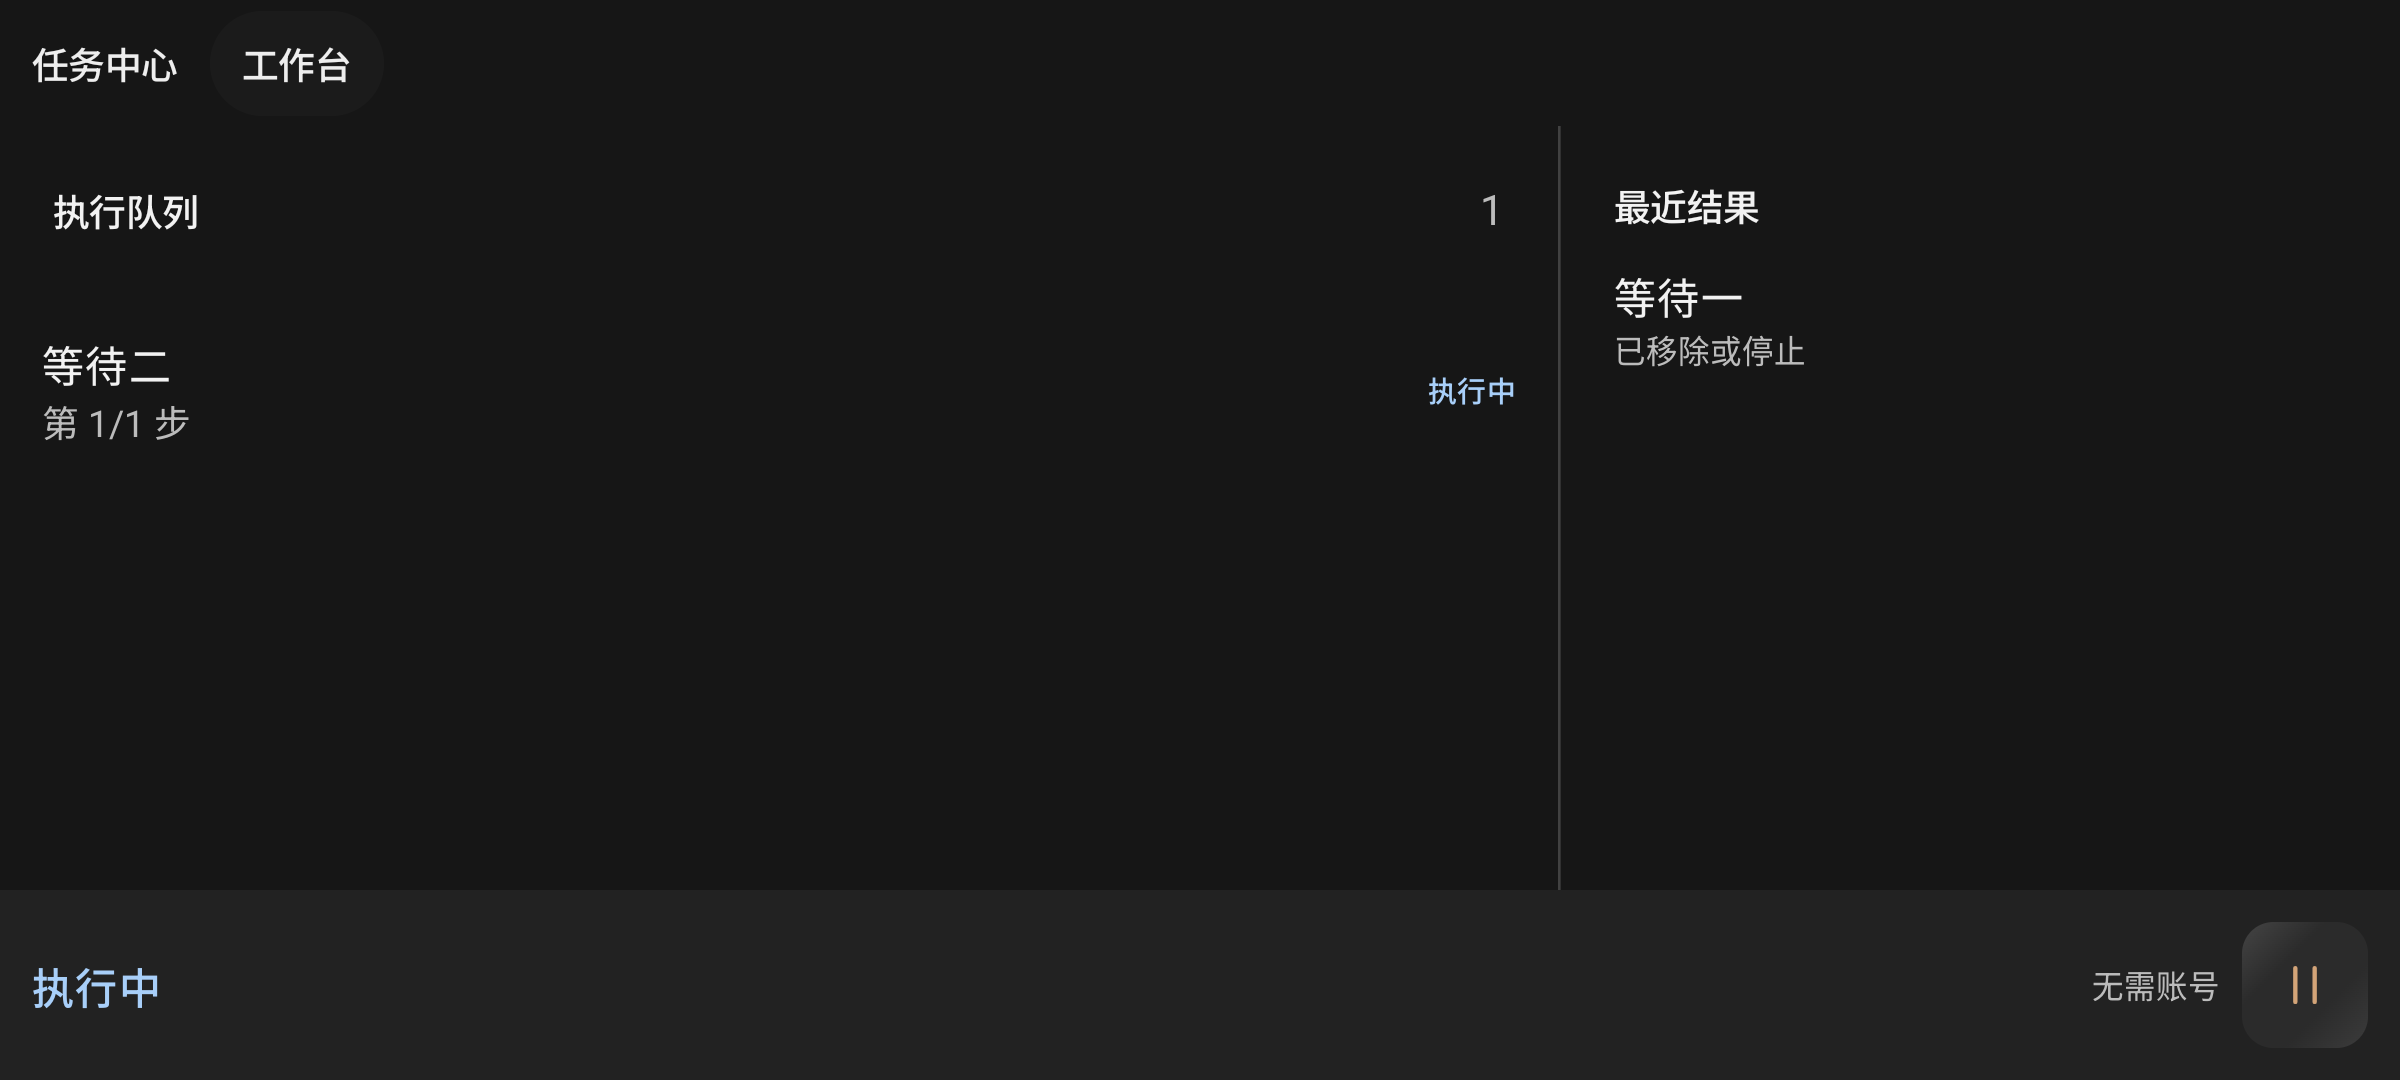 任务中心 工作台
执行队列 1
等待二
第 1/1 步
执行中
最近结果
等待一
已移除或停止
执行中
无需账号